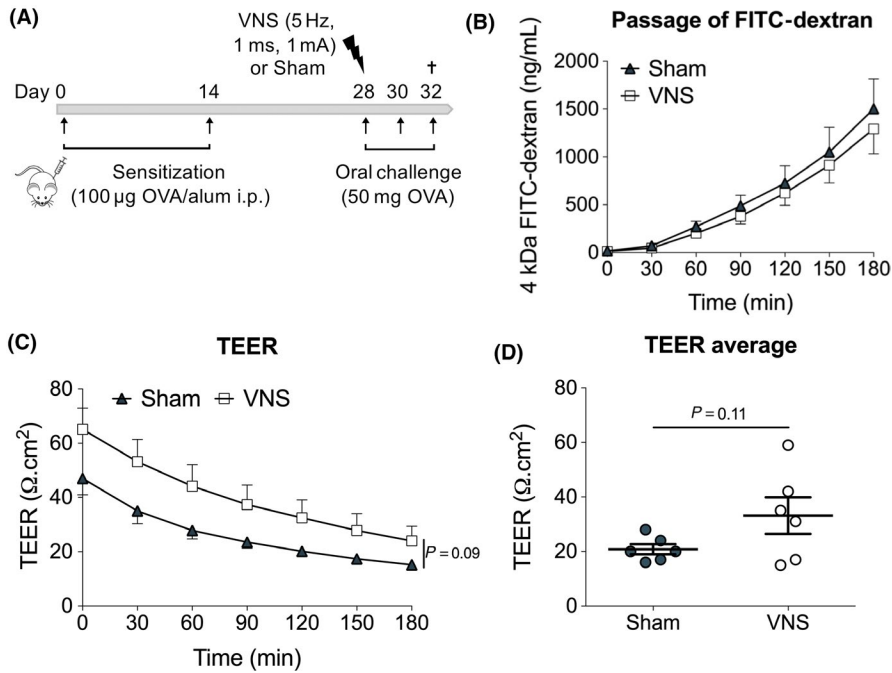 (A)
VNS (5 Hz,
1 ms, 1 mA)
or Sham
†
Day 0 14 28 30 32
Sensitization
(100 µg OVA/alum i.p.)
Oral challenge
(50 mg OVA)
(B)
Passage of FITC-dextran
4 kDa FITC-dextran (ng/mL)
2000
1500
1000
500
0
Sham
VNS
0 30 60 90 120 150 180
Time (min)
(C)
TEER
TEER (Ω.cm²)
80
60
40
20
0
Sham VNS
P = 0.09
0 30 60 90 120 150 180
Time (min)
(D)
TEER average
TEER (Ω.cm²)
80
60
40
20
0
P = 0.11
Sham VNS